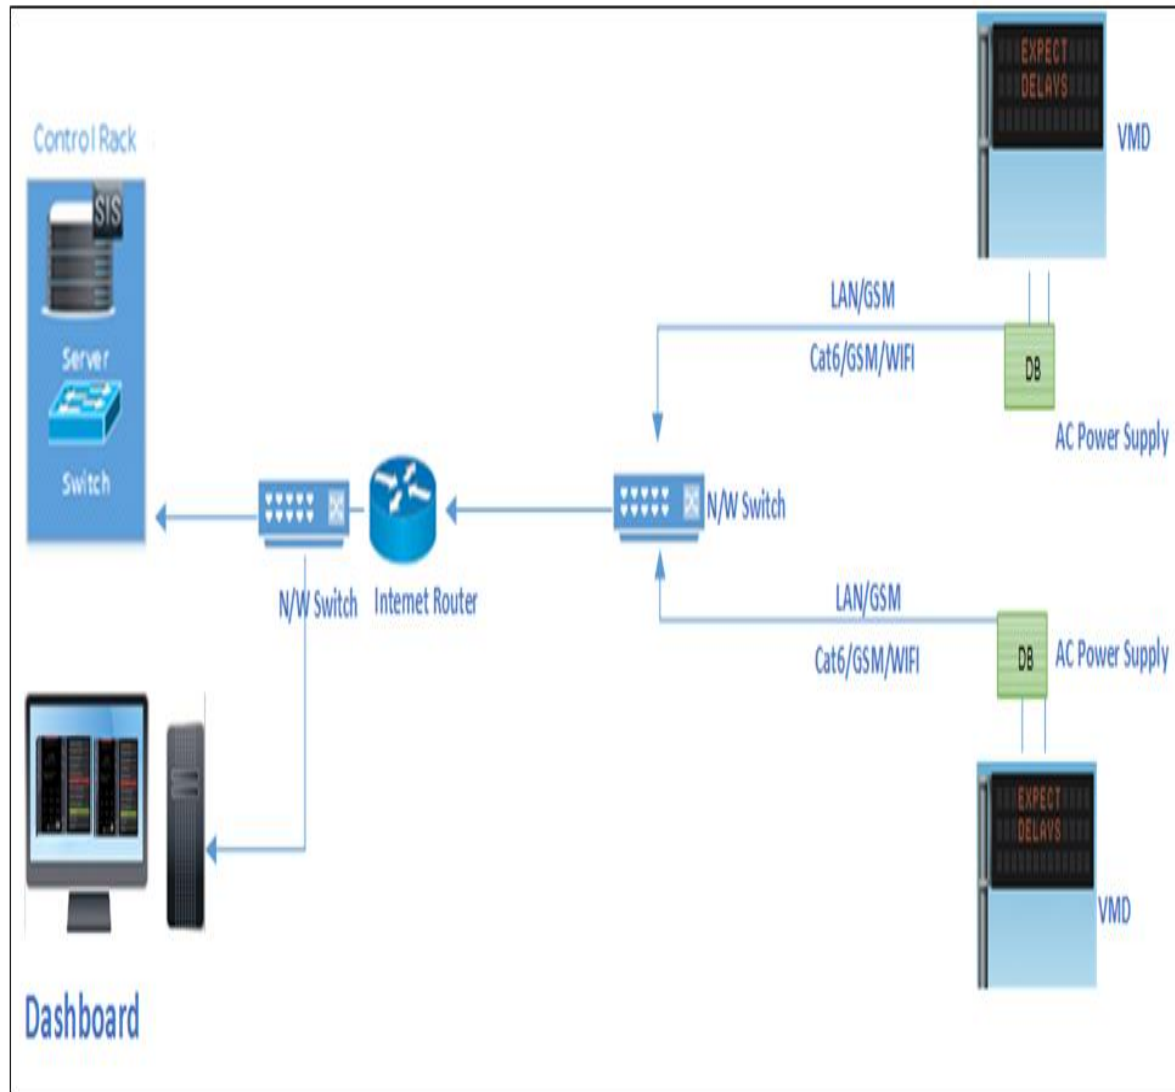 Control Rack
SIS
Server
Switch
EXPECT
DELAYS
VMD
LAN/GSM
Cat6/GSM/WIFI
DB
AC Power Supply
N/W Switch
N/W Switch
Internet Router
LAN/GSM
Cat6/GSM/WIFI
DB
AC Power Supply
EXPECT
DELAYS
VMD
Dashboard